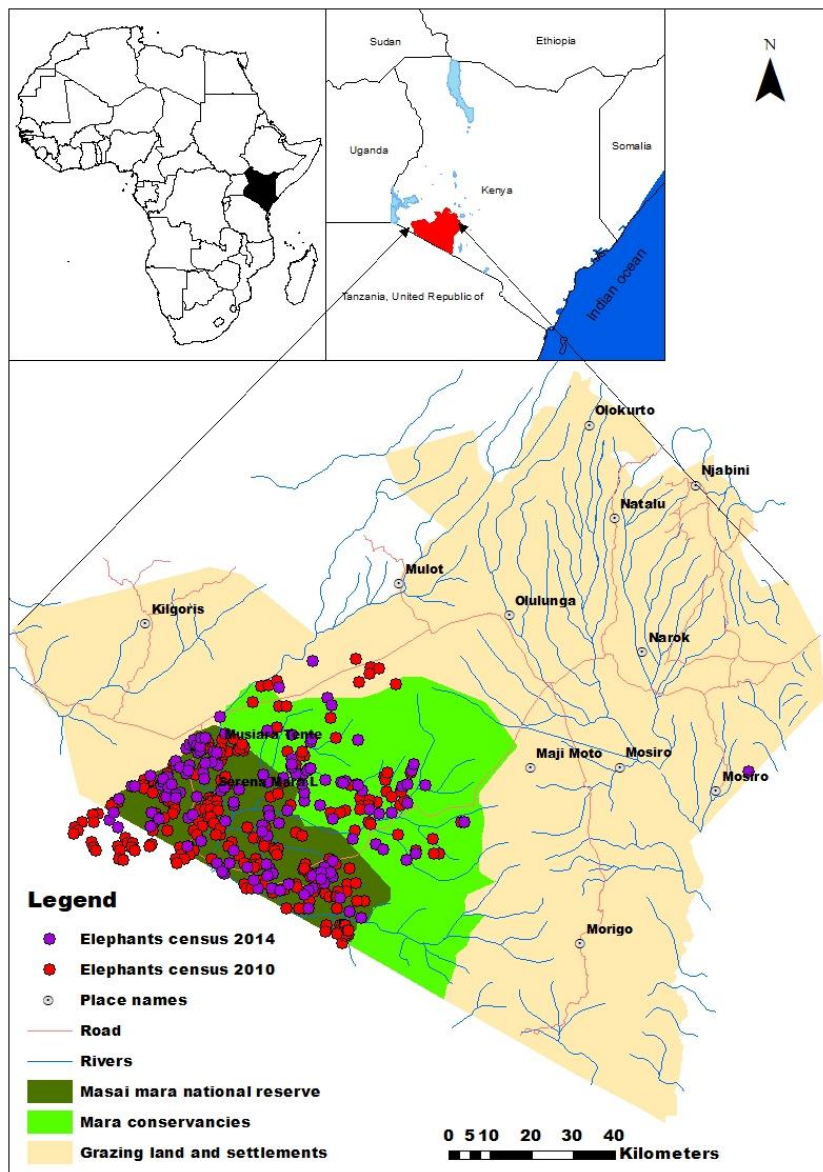 Sudan
Ethiopia
N
Uganda
Somalia
Kenya
Tanzania, United Republic of
Indian ocean
Olokurto
Njabini
Natalu
Mulot
Kilgoris
Olulunga
Narok
Musiara Tente
Maji Moto
Mosiro
Serena Mara L
Mosiro
Morigo
Legend
Elephants census 2014
Elephants census 2010
Place names
Road
Rivers
Masai mara national reserve
Mara conservancies
Grazing land and settlements
0 5 10 20 30 40
Kilometers